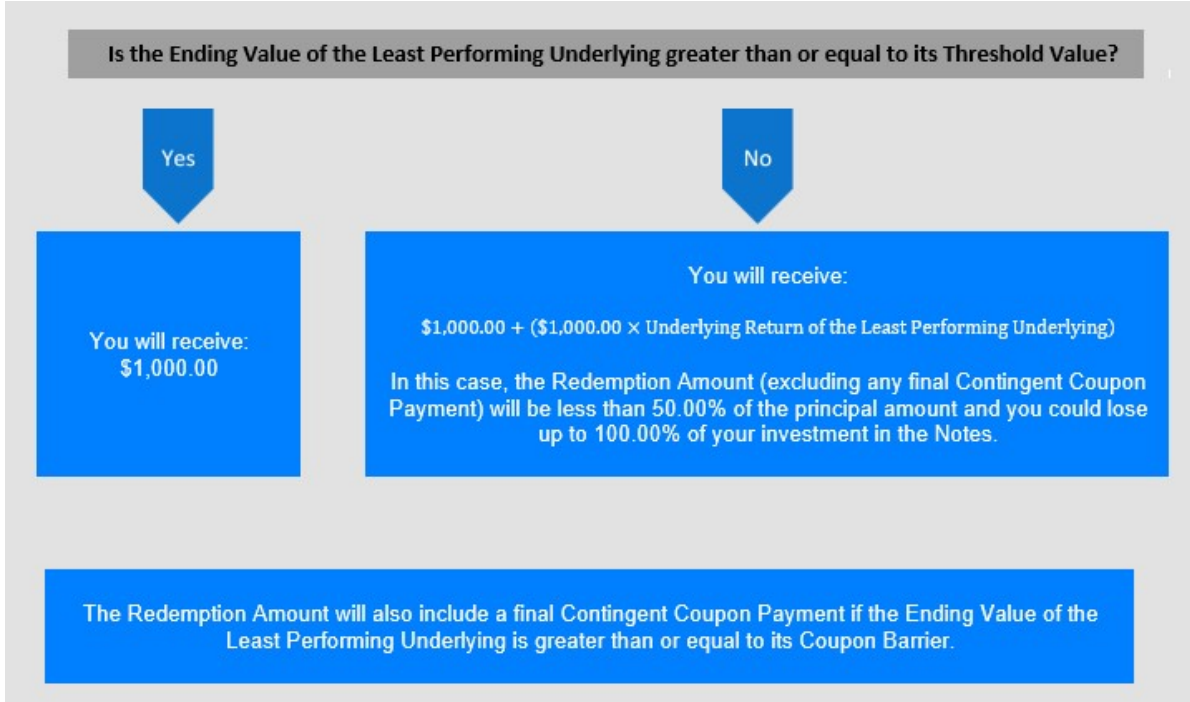 Is the Ending Value of the Least Performing Underlying greater than or equal to its Threshold Value?
Yes
No
You will receive:
$1,000.00
You will receive:
$1,000.00 + ($1,000.00 × Underlying Return of the Least Performing Underlying)
In this case, the Redemption Amount (excluding any final Contingent Coupon
Payment) will be less than 50.00% of the principal amount and you could lose
up to 100.00% of your investment in the Notes.
The Redemption Amount will also include a final Contingent Coupon Payment if the Ending Value of the
Least Performing Underlying is greater than or equal to its Coupon Barrier.